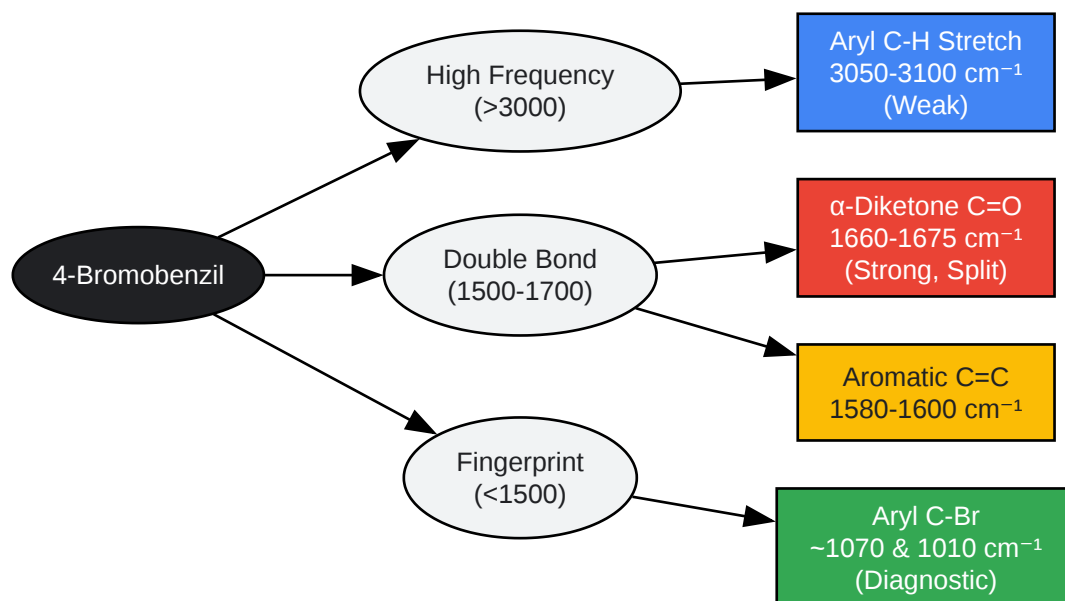 4-Bromobenzil
High Frequency
(>3000)
Aryl C-H Stretch
3050-3100 cm⁻¹
(Weak)
Double Bond
(1500-1700)
α-Diketone C=O
1660-1675 cm⁻¹
(Strong, Split)
Aromatic C=C
1580-1600 cm⁻¹
Fingerprint
(<1500)
Aryl C-Br
~1070 & 1010 cm⁻¹
(Diagnostic)